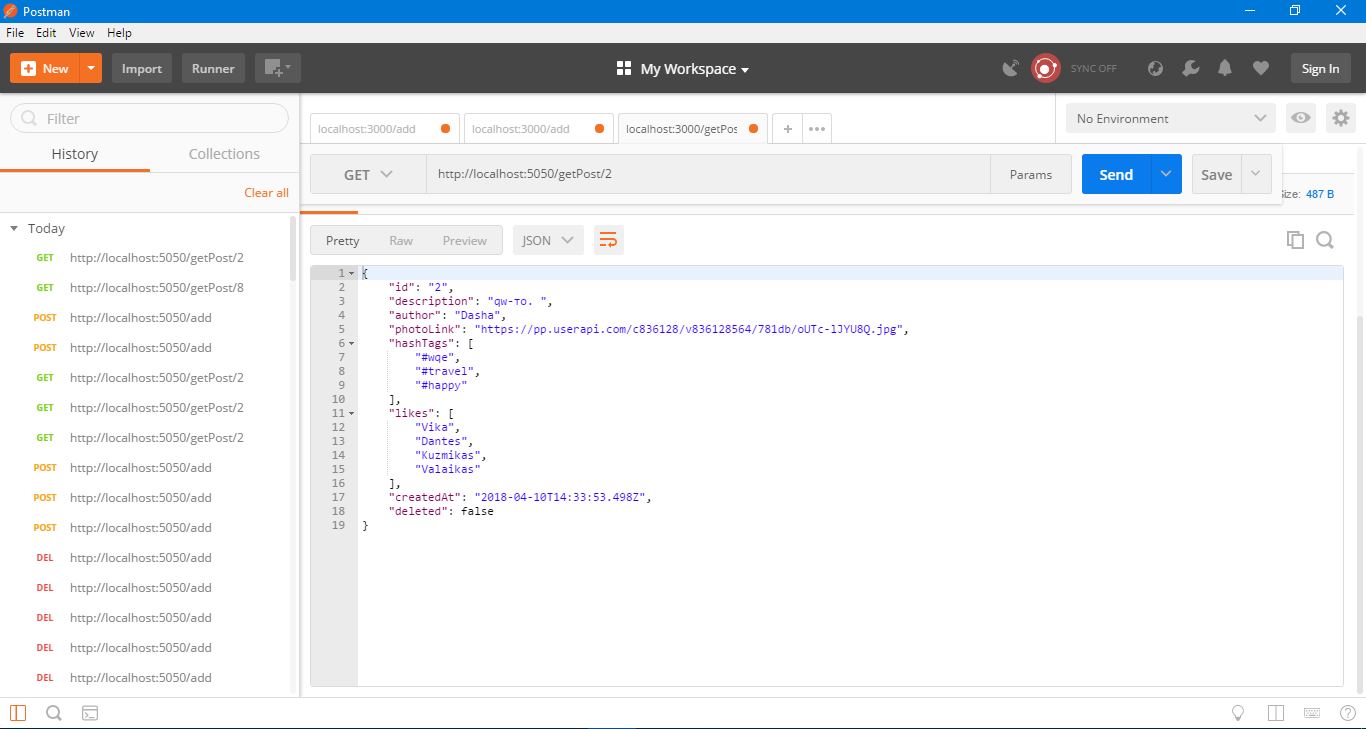 Postman
File Edit View Help
New Import Runner My Workspace SYNC OFF Sign In
Filter
History Collections
Clear all
Today
GET http://localhost:5050/getPost/2
GET http://localhost:5050/getPost/8
POST http://localhost:5050/add
POST http://localhost:5050/add
GET http://localhost:5050/getPost/2
GET http://localhost:5050/getPost/2
GET http://localhost:5050/getPost/2
POST http://localhost:5050/add
POST http://localhost:5050/add
POST http://localhost:5050/add
DEL http://localhost:5050/add
DEL http://localhost:5050/add
DEL http://localhost:5050/add
DEL http://localhost:5050/add
DEL http://localhost:5050/add
localhost:3000/add localhost:3000/add localhost:3000/getPos + ••• No Environment
GET http://localhost:5050/getPost/2 Params Send Save
Size: 487 B
Pretty Raw Preview JSON
1 {
2 "id": "2",
3 "description": "qw-то. ",
4 "author": "Dasha",
5 "photoLink": "https://pp.userapi.com/c836128/v836128564/781db/oUTc-lJYU8Q.jpg",
6 "hashTags": [
7 "#wqe",
8 "#travel",
9 "#happy"
10 ],
11 "likes": [
12 "Vika",
13 "Dantes",
14 "Kuzmikas",
15 "Valaikas"
16 ],
17 "createdAt": "2018-04-10T14:33:53.498Z",
18 "deleted": false
19 }